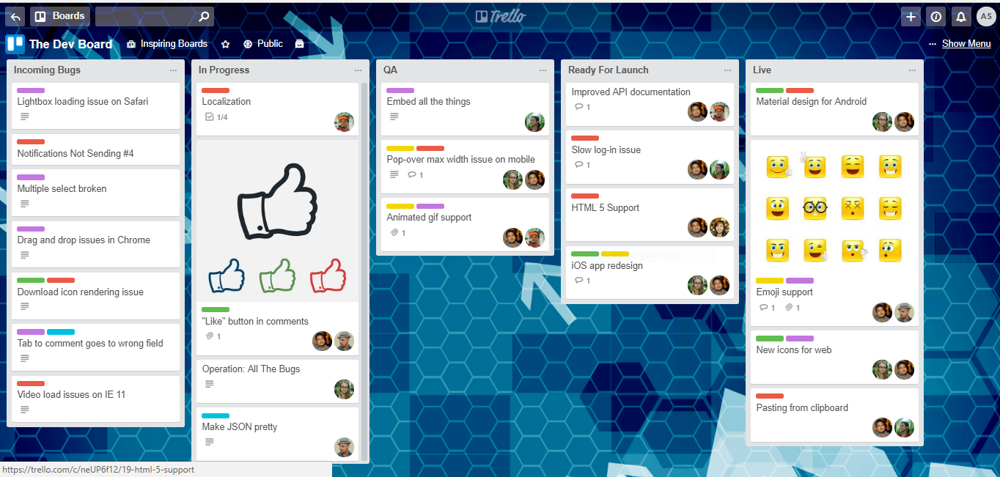 Boards
Trello
AS
The Dev Board
Inspiring Boards
Public
Show Menu
Incoming Bugs
Lightbox loading issue on Safari
Notifications Not Sending #4
Multiple select broken
Drag and drop issues in Chrome
Download icon rendering issue
Tab to comment goes to wrong field
Video load issues on IE 11
In Progress
Localization
1/4
"Like" button in comments
1
Operation: All The Bugs
Make JSON pretty
QA
Embed all the things
Pop-over max width issue on mobile
1
Animated gif support
1
Ready For Launch
Improved API documentation
1
Slow log-in issue
1
HTML 5 Support
iOS app redesign
1
Live
Material design for Android
Emoji support
1 1
New icons for web
Pasting from clipboard
https://trello.com/c/neUP6f12/19-html-5-support